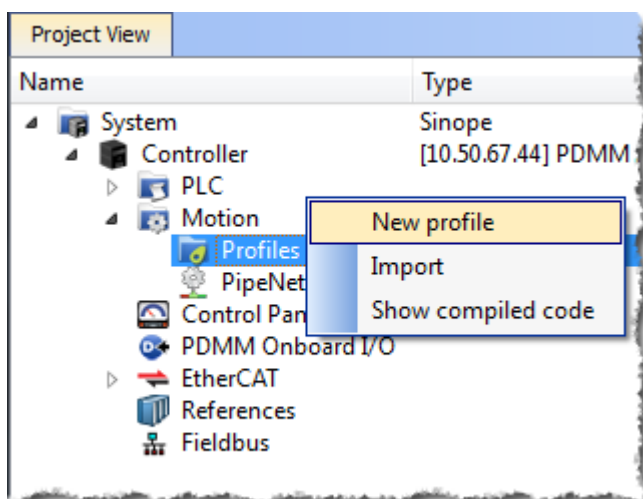 Project View
Name Type
System Sinope
Controller [10.50.67.44] PDMM
PLC
Motion
New profile
Profiles
Import
PipeNet
Show compiled code
Control Pan
PDMM Onboard I/O
EtherCAT
References
Fieldbus